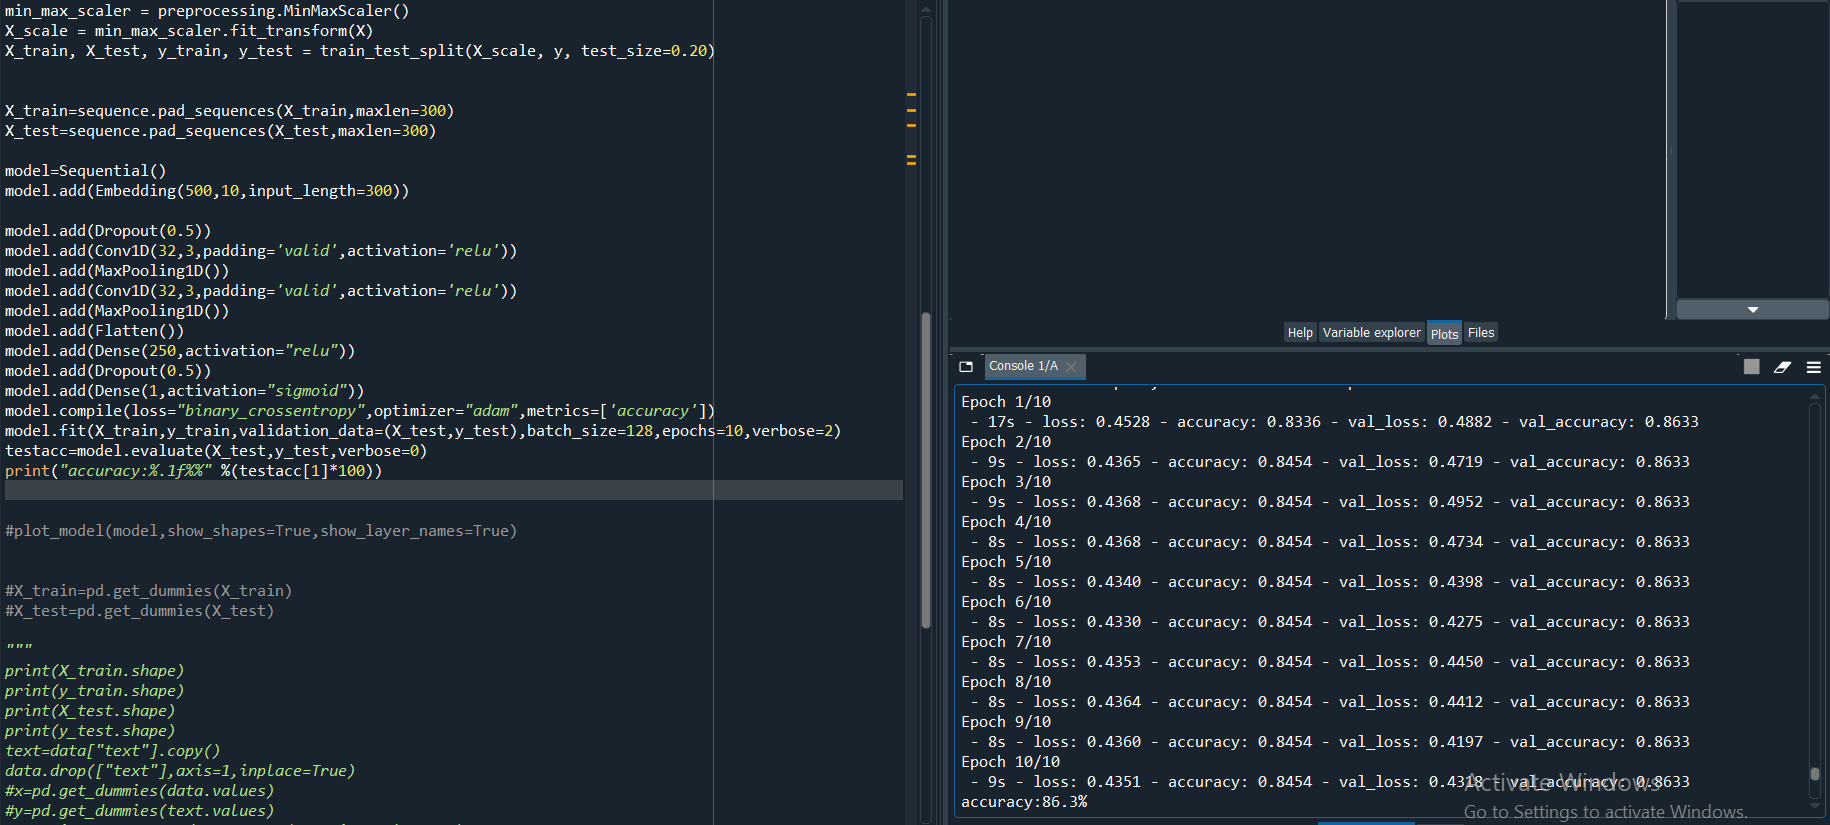 min_max_scaler = preprocessing.MinMaxScaler()
X_scale = min_max_scaler.fit_transform(X)
X_train, X_test, y_train, y_test = train_test_split(X_scale, y, test_size=0.20)
X_train=sequence.pad_sequences(X_train,maxlen=300)
X_test=sequence.pad_sequences(X_test,maxlen=300)
model=Sequential()
model.add(Embedding(500,10,input_length=300))
model.add(Dropout(0.5))
model.add(Conv1D(32,3,padding='valid',activation='relu'))
model.add(MaxPooling1D())
model.add(Conv1D(32,3,padding='valid',activation='relu'))
model.add(MaxPooling1D())
model.add(Flatten())
model.add(Dense(250,activation="relu"))
model.add(Dropout(0.5))
model.add(Dense(1,activation="sigmoid"))
model.compile(loss="binary_crossentropy",optimizer="adam",metrics=['accuracy'])
model.fit(X_train,y_train,validation_data=(X_test,y_test),batch_size=128,epochs=10,verbose=2)
testacc=model.evaluate(X_test,y_test,verbose=0)
print("accuracy:%.1f%%" %(testacc[1]*100))
#plot_model(model,show_shapes=True,show_layer_names=True)
#X_train=pd.get_dummies(X_train)
#X_test=pd.get_dummies(X_test)
"""
print(X_train.shape)
print(y_train.shape)
print(X_test.shape)
print(y_test.shape)
text=data["text"].copy()
data.drop(["text"],axis=1,inplace=True)
#x=pd.get_dummies(data.values)
#y=pd.get_dummies(text.values)
Help Variable explorer Plots Files
Console 1/A
Epoch 1/10
- 17s - loss: 0.4528 - accuracy: 0.8336 - val_loss: 0.4882 - val_accuracy: 0.8633
Epoch 2/10
- 9s - loss: 0.4365 - accuracy: 0.8454 - val_loss: 0.4719 - val_accuracy: 0.8633
Epoch 3/10
- 9s - loss: 0.4368 - accuracy: 0.8454 - val_loss: 0.4952 - val_accuracy: 0.8633
Epoch 4/10
- 8s - loss: 0.4368 - accuracy: 0.8454 - val_loss: 0.4734 - val_accuracy: 0.8633
Epoch 5/10
- 8s - loss: 0.4340 - accuracy: 0.8454 - val_loss: 0.4398 - val_accuracy: 0.8633
Epoch 6/10
- 8s - loss: 0.4330 - accuracy: 0.8454 - val_loss: 0.4275 - val_accuracy: 0.8633
Epoch 7/10
- 8s - loss: 0.4353 - accuracy: 0.8454 - val_loss: 0.4450 - val_accuracy: 0.8633
Epoch 8/10
- 8s - loss: 0.4364 - accuracy: 0.8454 - val_loss: 0.4412 - val_accuracy: 0.8633
Epoch 9/10
- 8s - loss: 0.4360 - accuracy: 0.8454 - val_loss: 0.4197 - val_accuracy: 0.8633
Epoch 10/10
- 9s - loss: 0.4351 - accuracy: 0.8454 - val_loss: 0.4318 - val_accuracy: 0.8633
accuracy:86.3%
Activate Windows
Go to Settings to activate Windows.